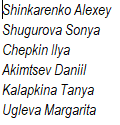 Shinkarenko Alexey
Shugurova Sonya
Chepkin Ilya
Akimtsev Daniil
Kalapkina Tanya
Ugleva Margarita